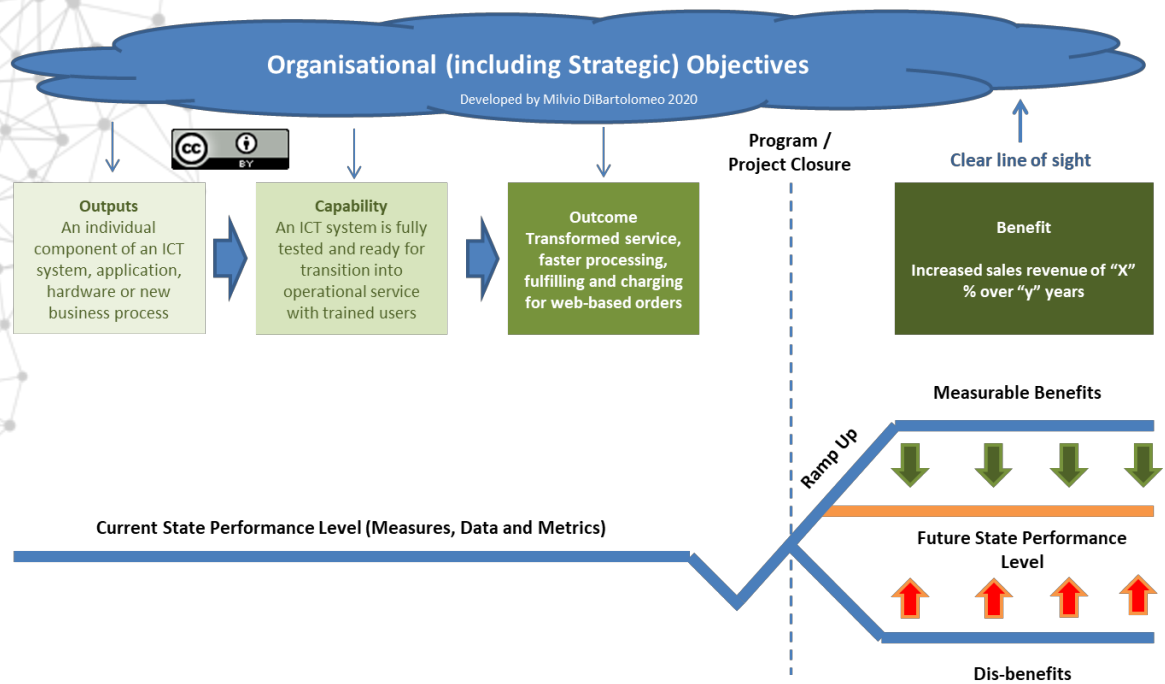 Organisational (including Strategic) Objectives
Developed by Milvio DiBartolomeo 2020
cc
BY
Program /
Project Closure
Clear line of sight
Outputs
An individual
component of an ICT
system, application,
hardware or new
business process
Capability
An ICT system is fully
tested and ready for
transition into
operational service
with trained users
Outcome
Transformed service,
faster processing,
fulfilling and charging
for web-based orders
Benefit
Increased sales revenue of “X”
% over “y” years
Measurable Benefits
Ramp Up
Current State Performance Level (Measures, Data and Metrics)
Future State Performance
Level
Dis-benefits